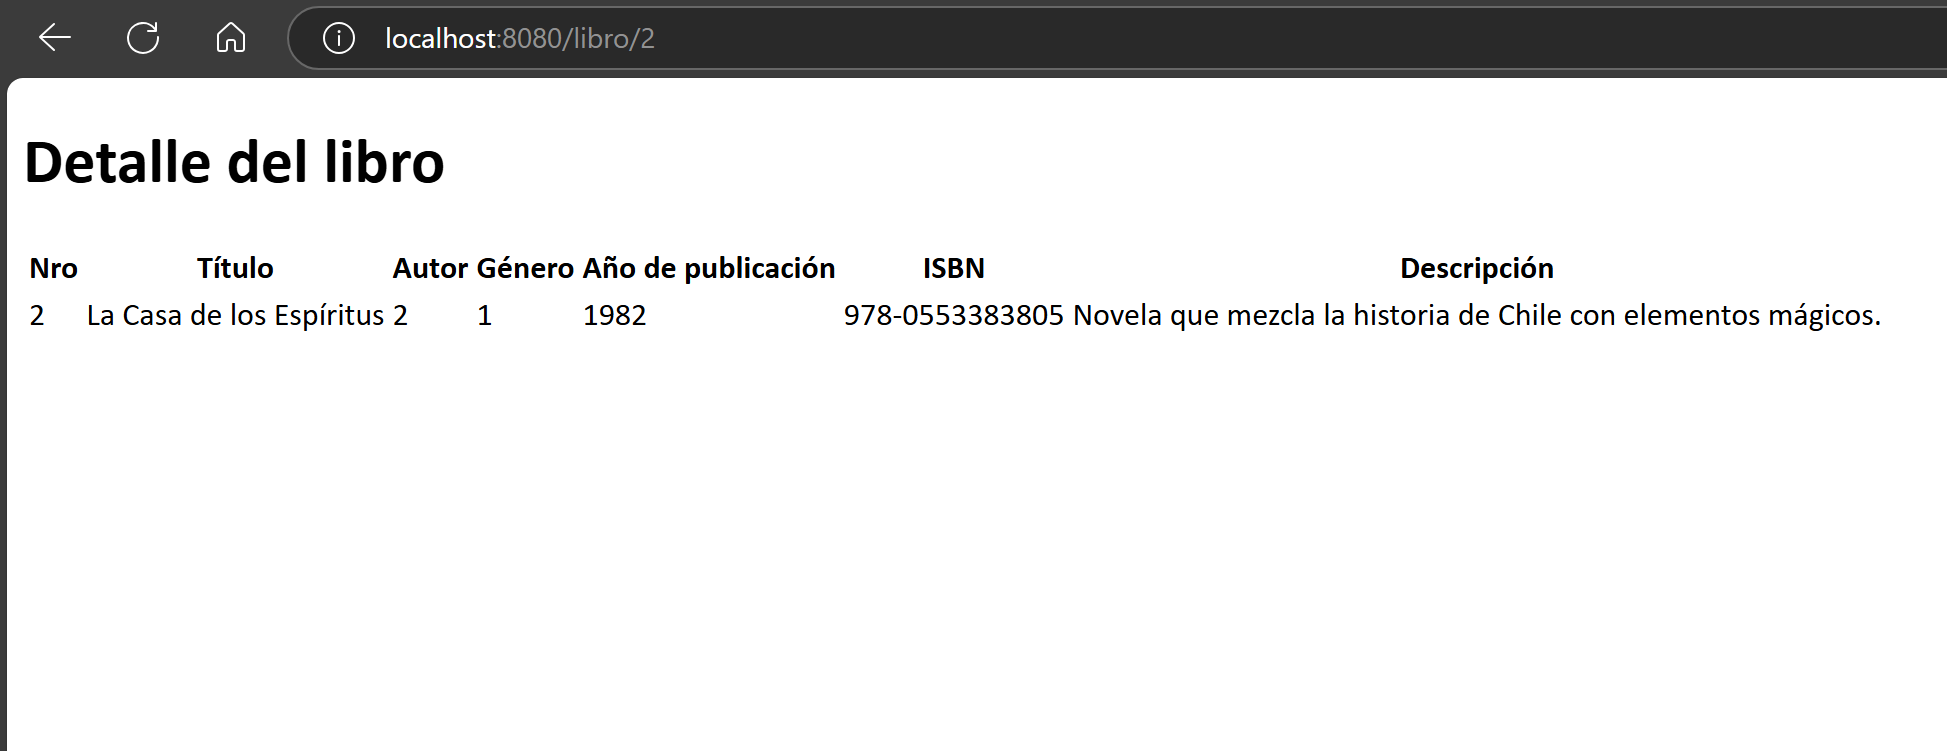 localhost:8080/libro/2
Detalle del libro
Nro Título Autor Género Año de publicación ISBN Descripción
2 La Casa de los Espíritus 2 1 1982 978-0553383805 Novela que mezcla la historia de Chile con elementos mágicos.